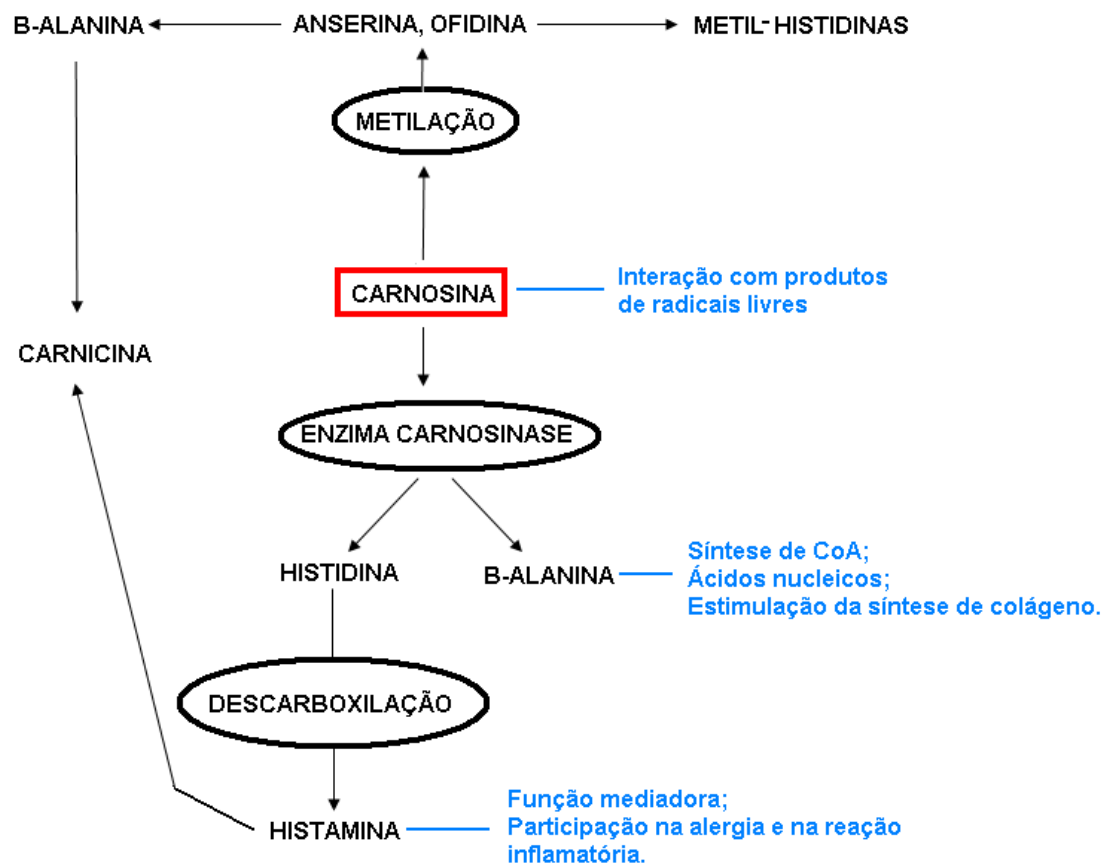 B-ALANINA
ANSERINA, OFIDINA
METIL-HISTIDINAS
METILAÇÃO
CARNOSINA
Interação com produtos
de radicais livres
CARNICINA
ENZIMA CARNOSINASE
HISTIDINA
B-ALANINA
Síntese de CoA;
Ácidos nucleicos;
Estimulação da síntese de colágeno.
DESCARBOXILAÇÃO
HISTAMINA
Função mediadora;
Participação na alergia e na reação
inflamatória.